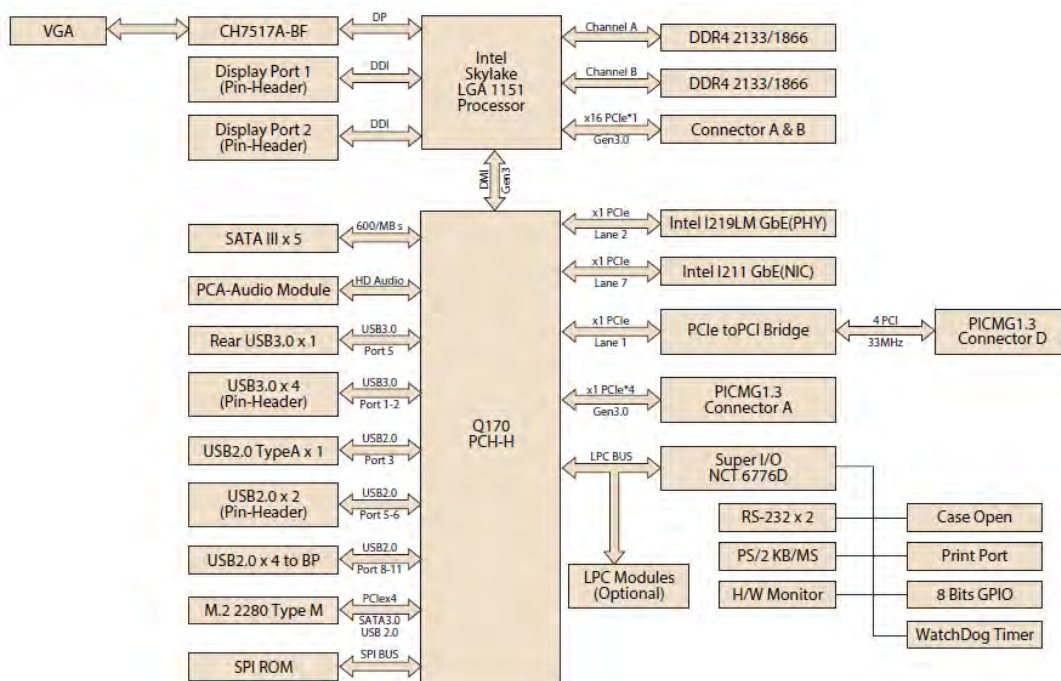 VGA
CH7517A-BF
DP
Intel
Skylake
LGA 1151
Processor
Channel A
DDR4 2133/1866
Display Port 1
(Pin-Header)
DDI
Channel B
DDR4 2133/1866
Display Port 2
(Pin-Header)
DDI
x16 PCIe*1
Gen3.0
Connector A & B
DMI
Gen3
Q170
PCH-H
SATA III x 5
600/MB s
x1 PCIe
Lane 2
Intel I219LM GbE(PHY)
PCA-Audio Module
HD Audio
x1 PCIe
Lane 7
Intel I211 GbE(NIC)
Rear USB3.0 x 1
USB3.0
Port 5
x1 PCIe
Lane 1
PCIe toPCI Bridge
4 PCI
33MHz
PICMG1.3
Connector D
USB3.0 x 4
(Pin-Header)
USB3.0
Port 1-2
x1 PCIe*4
Gen3.0
PICMG1.3
Connector A
USB2.0 TypeA x 1
USB2.0
Port 3
LPC BUS
Super I/O
NCT 6776D
USB2.0 x 2
(Pin-Header)
USB2.0
Port 5-6
RS-232 x 2
Case Open
USB2.0 x 4 to BP
USB2.0
Port 8-11
PS/2 KB/MS
Print Port
M.2 2280 Type M
PCIex4
SATA3.0
USB 2.0
LPC Modules
(Optional)
H/W Monitor
8 Bits GPIO
WatchDog Timer
SPI ROM
SPI BUS